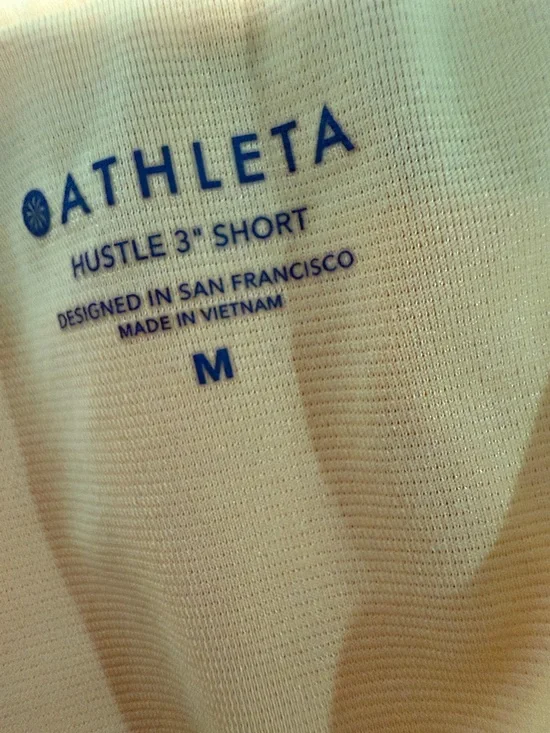 ATHLETA
HUSTLE 3" SHORT
DESIGNED IN SAN FRANCISCO
MADE IN VIETNAM
M